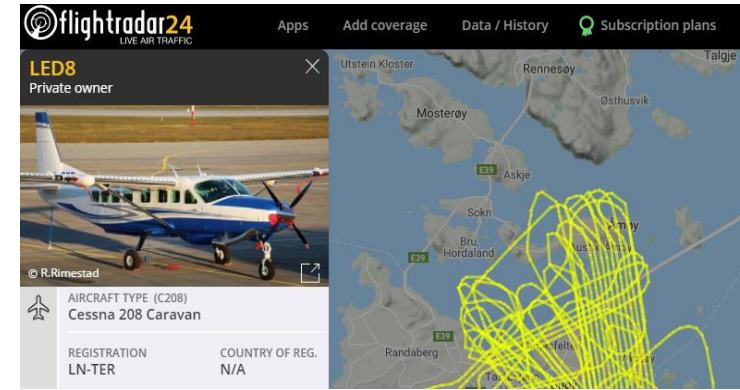 flightradar24
LIVE AIR TRAFFIC
Apps
Add coverage
Data / History
Subscription plans
LED8
Private owner
© R.Rimestad
AIRCRAFT TYPE (C208)
Cessna 208 Caravan
REGISTRATION
COUNTRY OF REG.
LN-TER
N/A
Utstein Kloster
Rennesøy
Talgje
Mosterøy
Østhusvik
E39
Askje
Sokn
Åmøy
Bru,
Hordaland
E39
E39
Randaberg